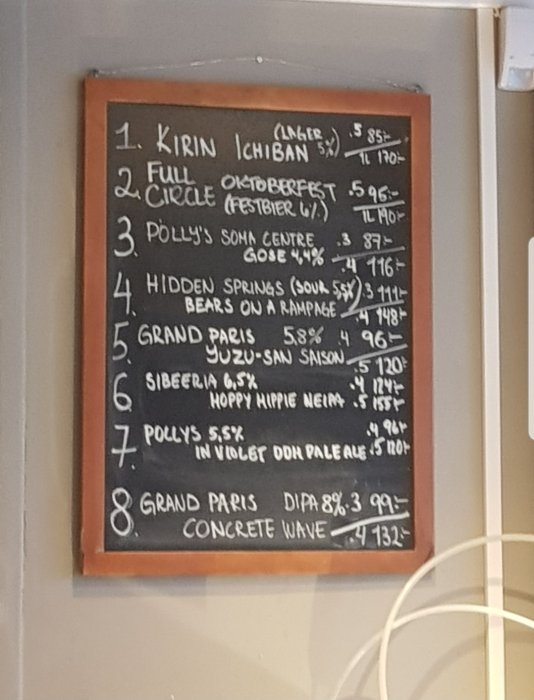 1. KIRIN ICHIBAN (LAGER 5%) .5 85:-
1L 170:-
2. FULL CIRCLE OKTOBERFEST .5 95:-
(FESTBIER 6%) 1L 190:-
3. POLLY'S SOMA CENTRE .3 87:-
GOSE 4,4% .4 116:-
4. HIDDEN SPRINGS (SOUR 5,5%) .3 111:-
BEARS ON A RAMPAGE .4 148:-
5. GRAND PARIS 5,8% .4 96:-
YUZU-SAN SAISON .5 120:-
6 SIBEERIA 6,5% .4 124:-
HOPPY HIPPIE NEIPA .5 155:-
7. POLLYS 5,5% .4 96:-
IN VIOLET DDH PALE ALE .5 120:-
8. GRAND PARIS DIPA 8% .3 99:-
CONCRETE WAVE .4 132:-